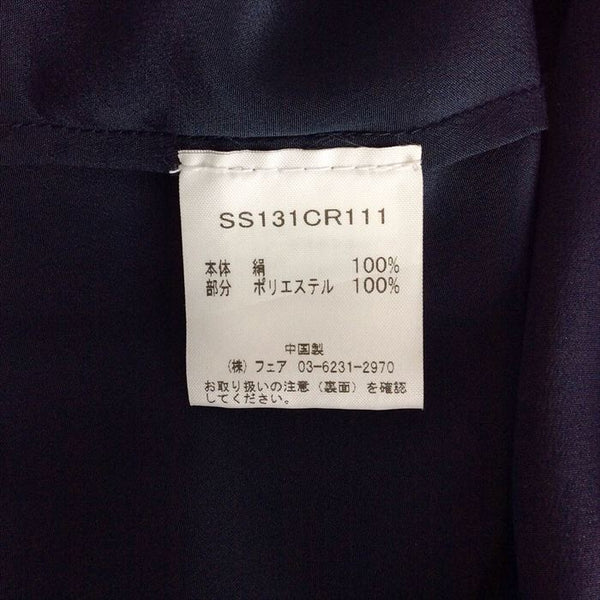 SS131CR111
本体 絹 100%
部分 ポリエステル 100%
中国製
(株) フェア 03-6231-2970
お取り扱いの注意（裏面）を確認
してください。